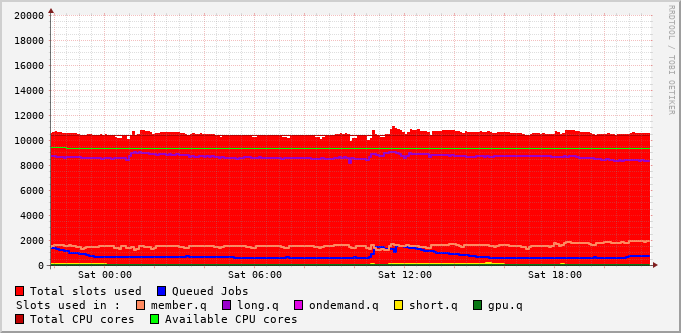 20000
18000
16000
14000
12000
10000
8000
6000
4000
2000
0
Sat 00:00 Sat 06:00 Sat 12:00 Sat 18:00
Total slots used Queued Jobs
Slots used in : member.q long.q ondemand.q short.q gpu.q
Total CPU cores Available CPU cores
RRDTOOL / TOBI OETIKER